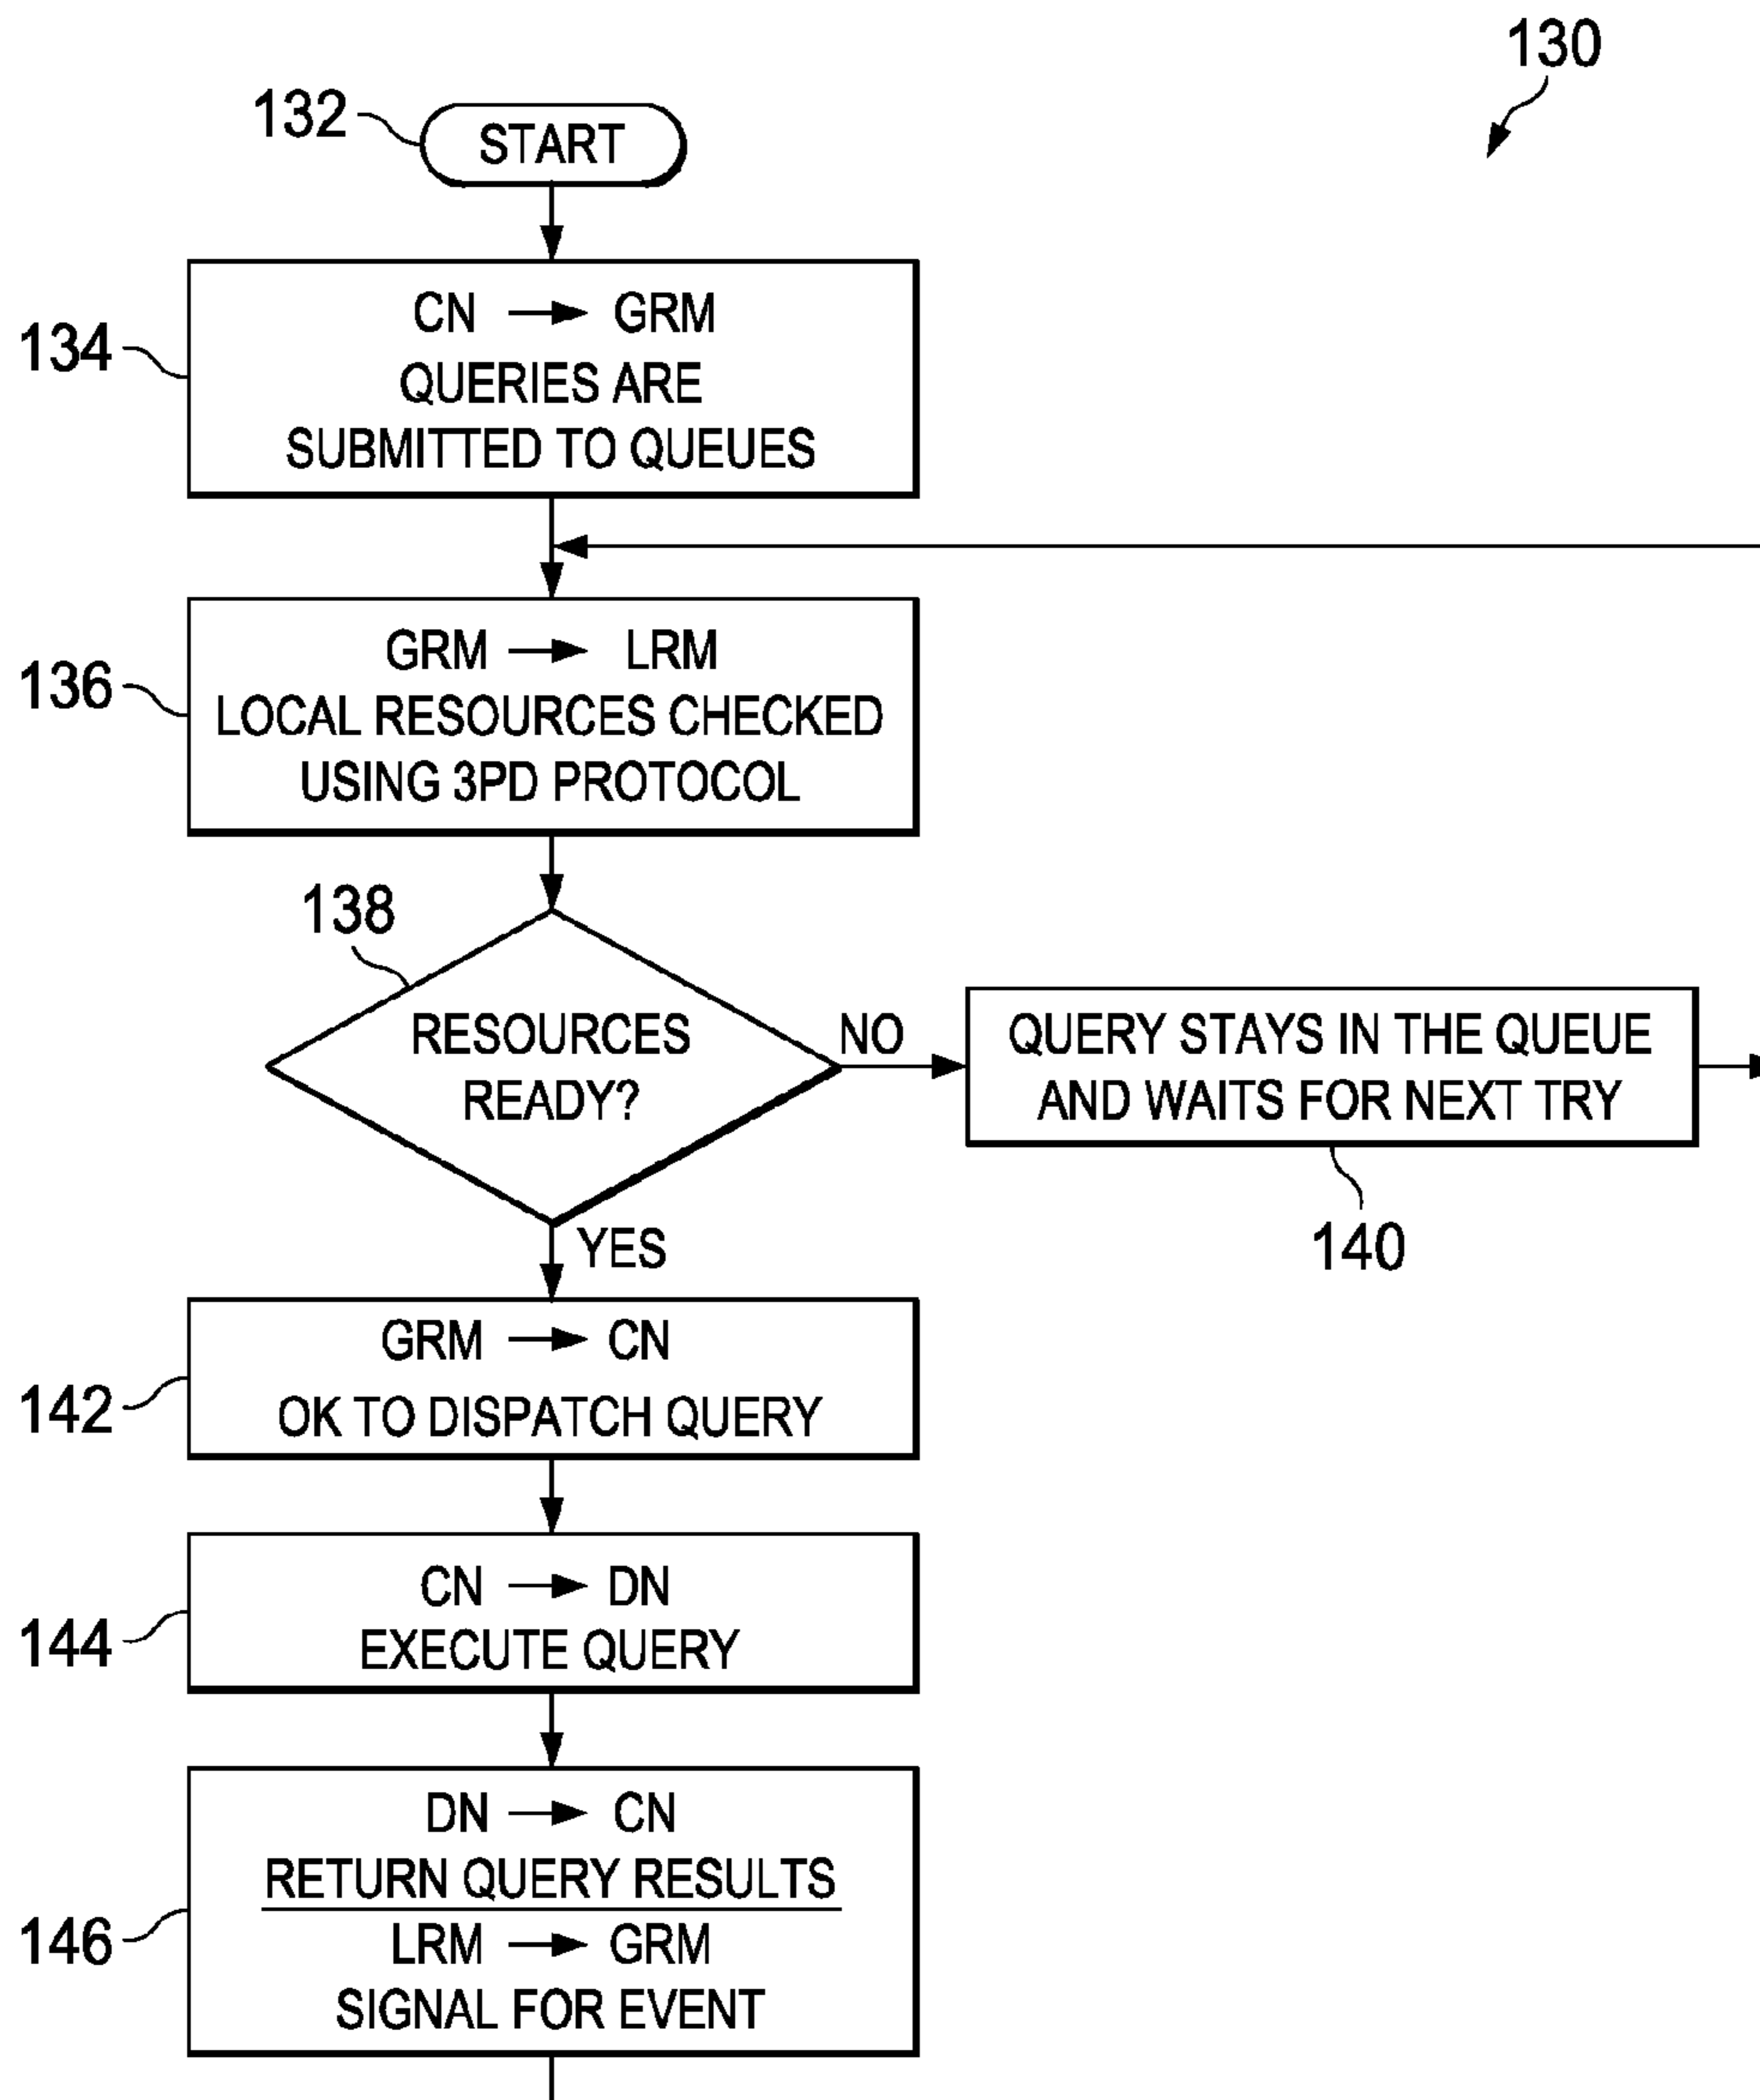 130
132
START
134
CN → GRM
QUERIES ARE
SUBMITTED TO QUEUES
136
GRM → LRM
LOCAL RESOURCES CHECKED
USING 3PD PROTOCOL
138
RESOURCES
READY?
NO
QUERY STAYS IN THE QUEUE
AND WAITS FOR NEXT TRY
140
YES
142
GRM → CN
OK TO DISPATCH QUERY
144
CN → DN
EXECUTE QUERY
146
DN → CN
RETURN QUERY RESULTS
LRM → GRM
SIGNAL FOR EVENT